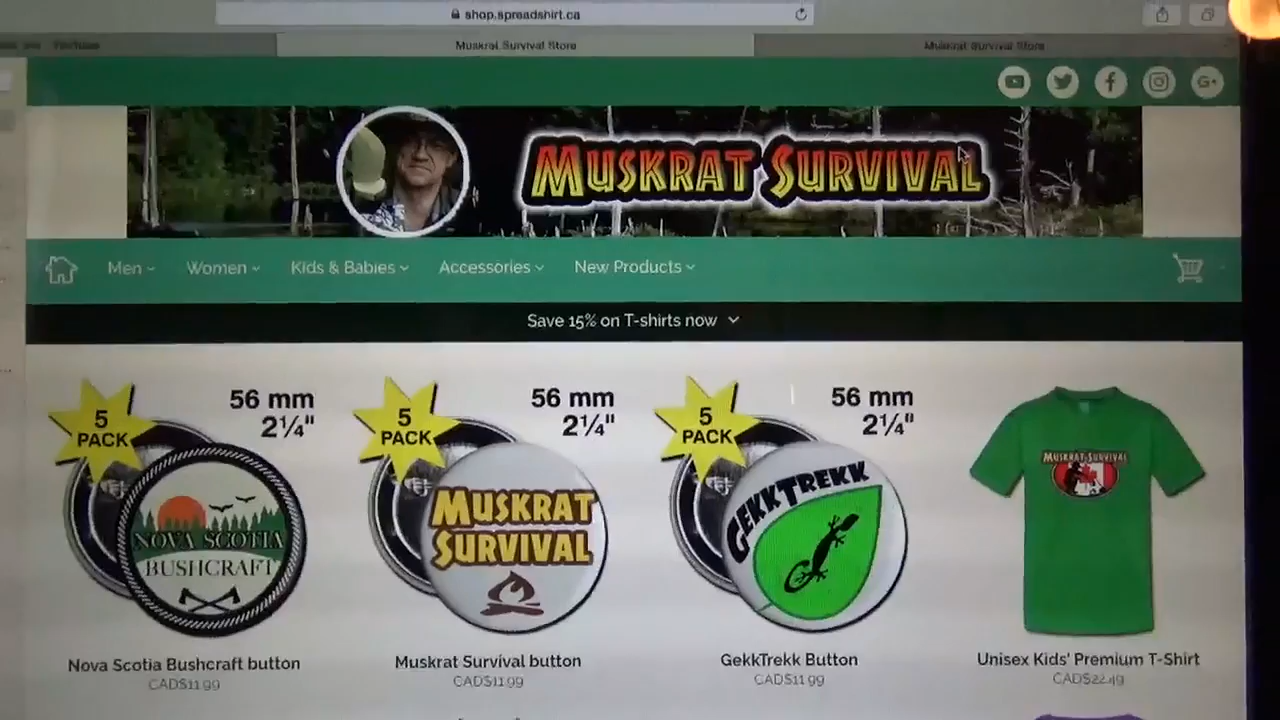 shop.spreadshirt.ca
Muskrat Survival Store
Muskrat Survival Store
G+
MUSKRAT SURVIVAL
Men
Women
Kids & Babies
Accessories
New Products
Save 15% on T-shirts now
5
PACK
56 mm
2¼"
NOVA SCOTIA
BUSHCRAFT
5
PACK
56 mm
2¼"
MUSKRAT
SURVIVAL
5
PACK
56 mm
2¼"
GEKKTREKK
MUSKRAT SURVIVAL
Nova Scotia Bushcraft button
CAD$11.99
Muskrat Survival button
CAD$11.99
GekkTrekk Button
CAD$11.99
Unisex Kids' Premium T-Shirt
CAD$22.49